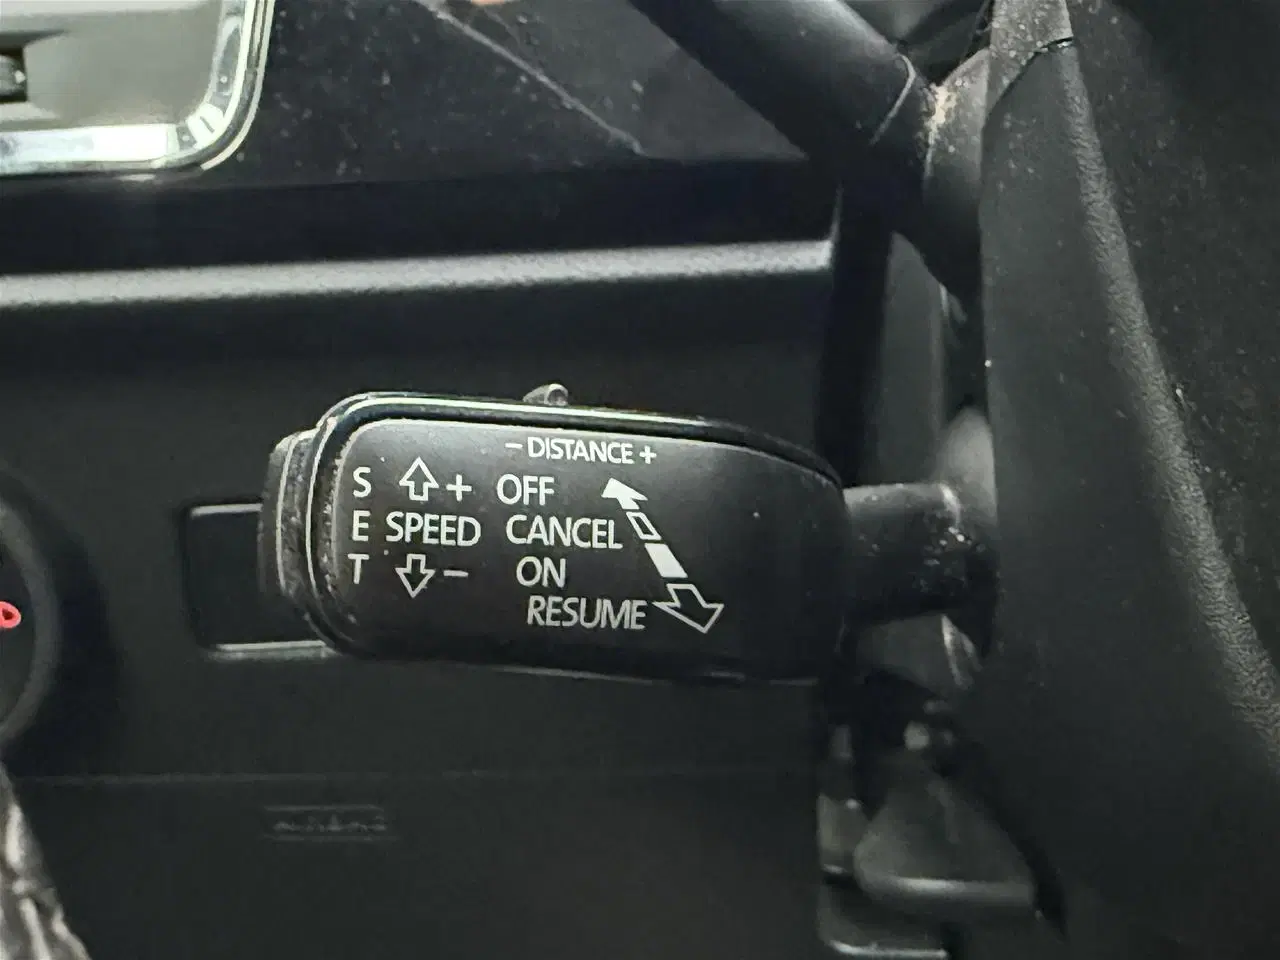 - DISTANCE +
S + OFF
E SPEED CANCEL
T - ON
RESUME